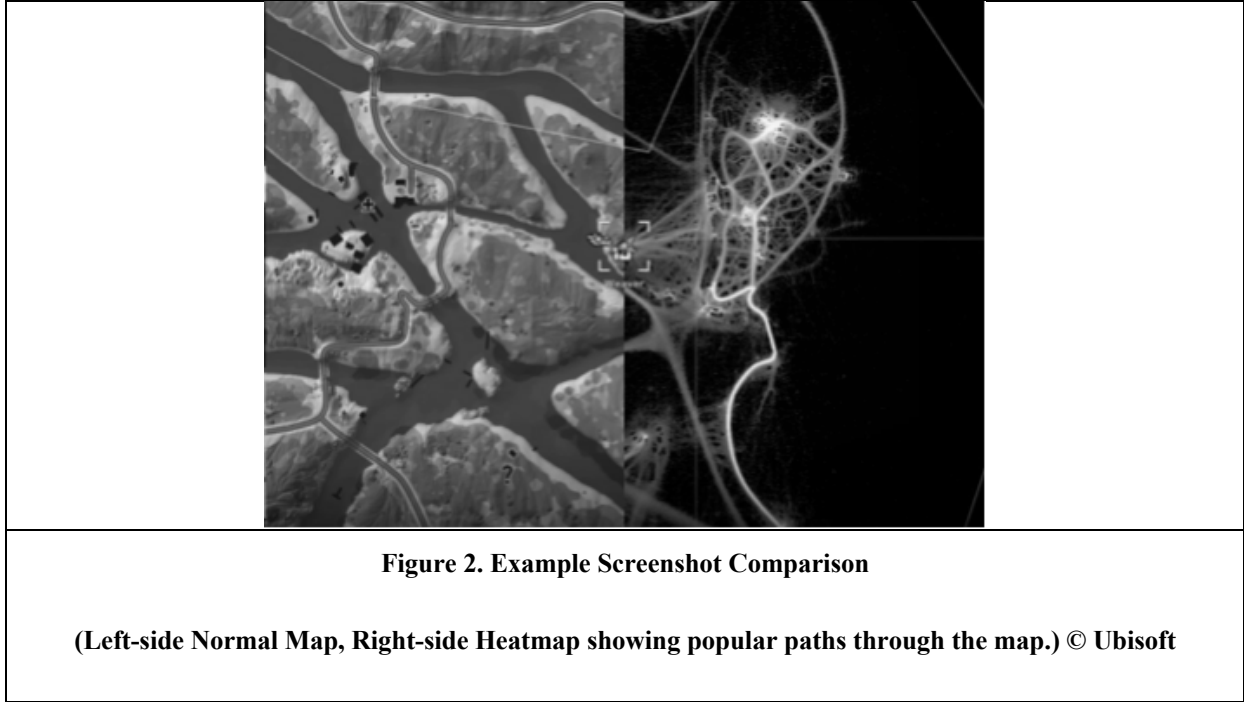 ?
Figure 2. Example Screenshot Comparison
(Left-side Normal Map, Right-side Heatmap showing popular paths through the map.) © Ubisoft